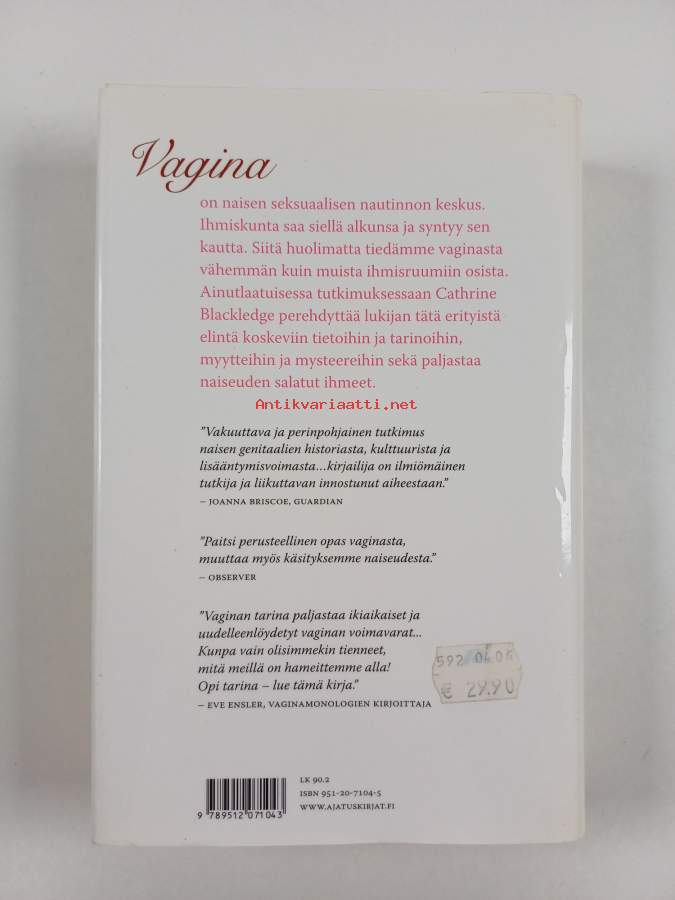 Vagina
on naisen seksuaalisen nautinnon keskus.
Ihmiskunta saa siellä alkunsa ja syntyy sen
kautta. Siitä huolimatta tiedämme vaginasta
vähemmän kuin muista ihmisruumiin osista.
Ainutlaatuisessa tutkimuksessaan Cathrine
Blackledge perehdyttää lukijan tätä erityistä
elintä koskeviin tietoihin ja tarinoihin,
myytteihin ja mysteereihin sekä paljastaa
naiseuden salatut ihmeet.
Antikvariaatti.net
”Vakuuttava ja perinpohjainen tutkimus
naisen genitaalien historiasta, kulttuurista ja
lisääntymisvoimasta...kirjailija on ilmiömäinen
tutkija ja liikuttavan innostunut aiheestaan.”
– JOANNA BRISCOE, GUARDIAN
”Paitsi perusteellinen opas vaginasta,
muuttaa myös käsityksemme naiseudesta.”
– OBSERVER
”Vaginan tarina paljastaa ikiaikaiset ja
uudelleenlöydetyt vaginan voimavarat...
Kunpa vain olisimmekin tienneet,
mitä meillä on hameittemme alla!
Opi tarina – lue tämä kirja.”
– EVE ENSLER, VAGINAMONOLOGIEN KIRJOITTAJA
592 04.06
€ 29.90
LK 90.2
ISBN 951-20-7104-5
WWW.AJATUSKIRJAT.FI
9 789512 071043